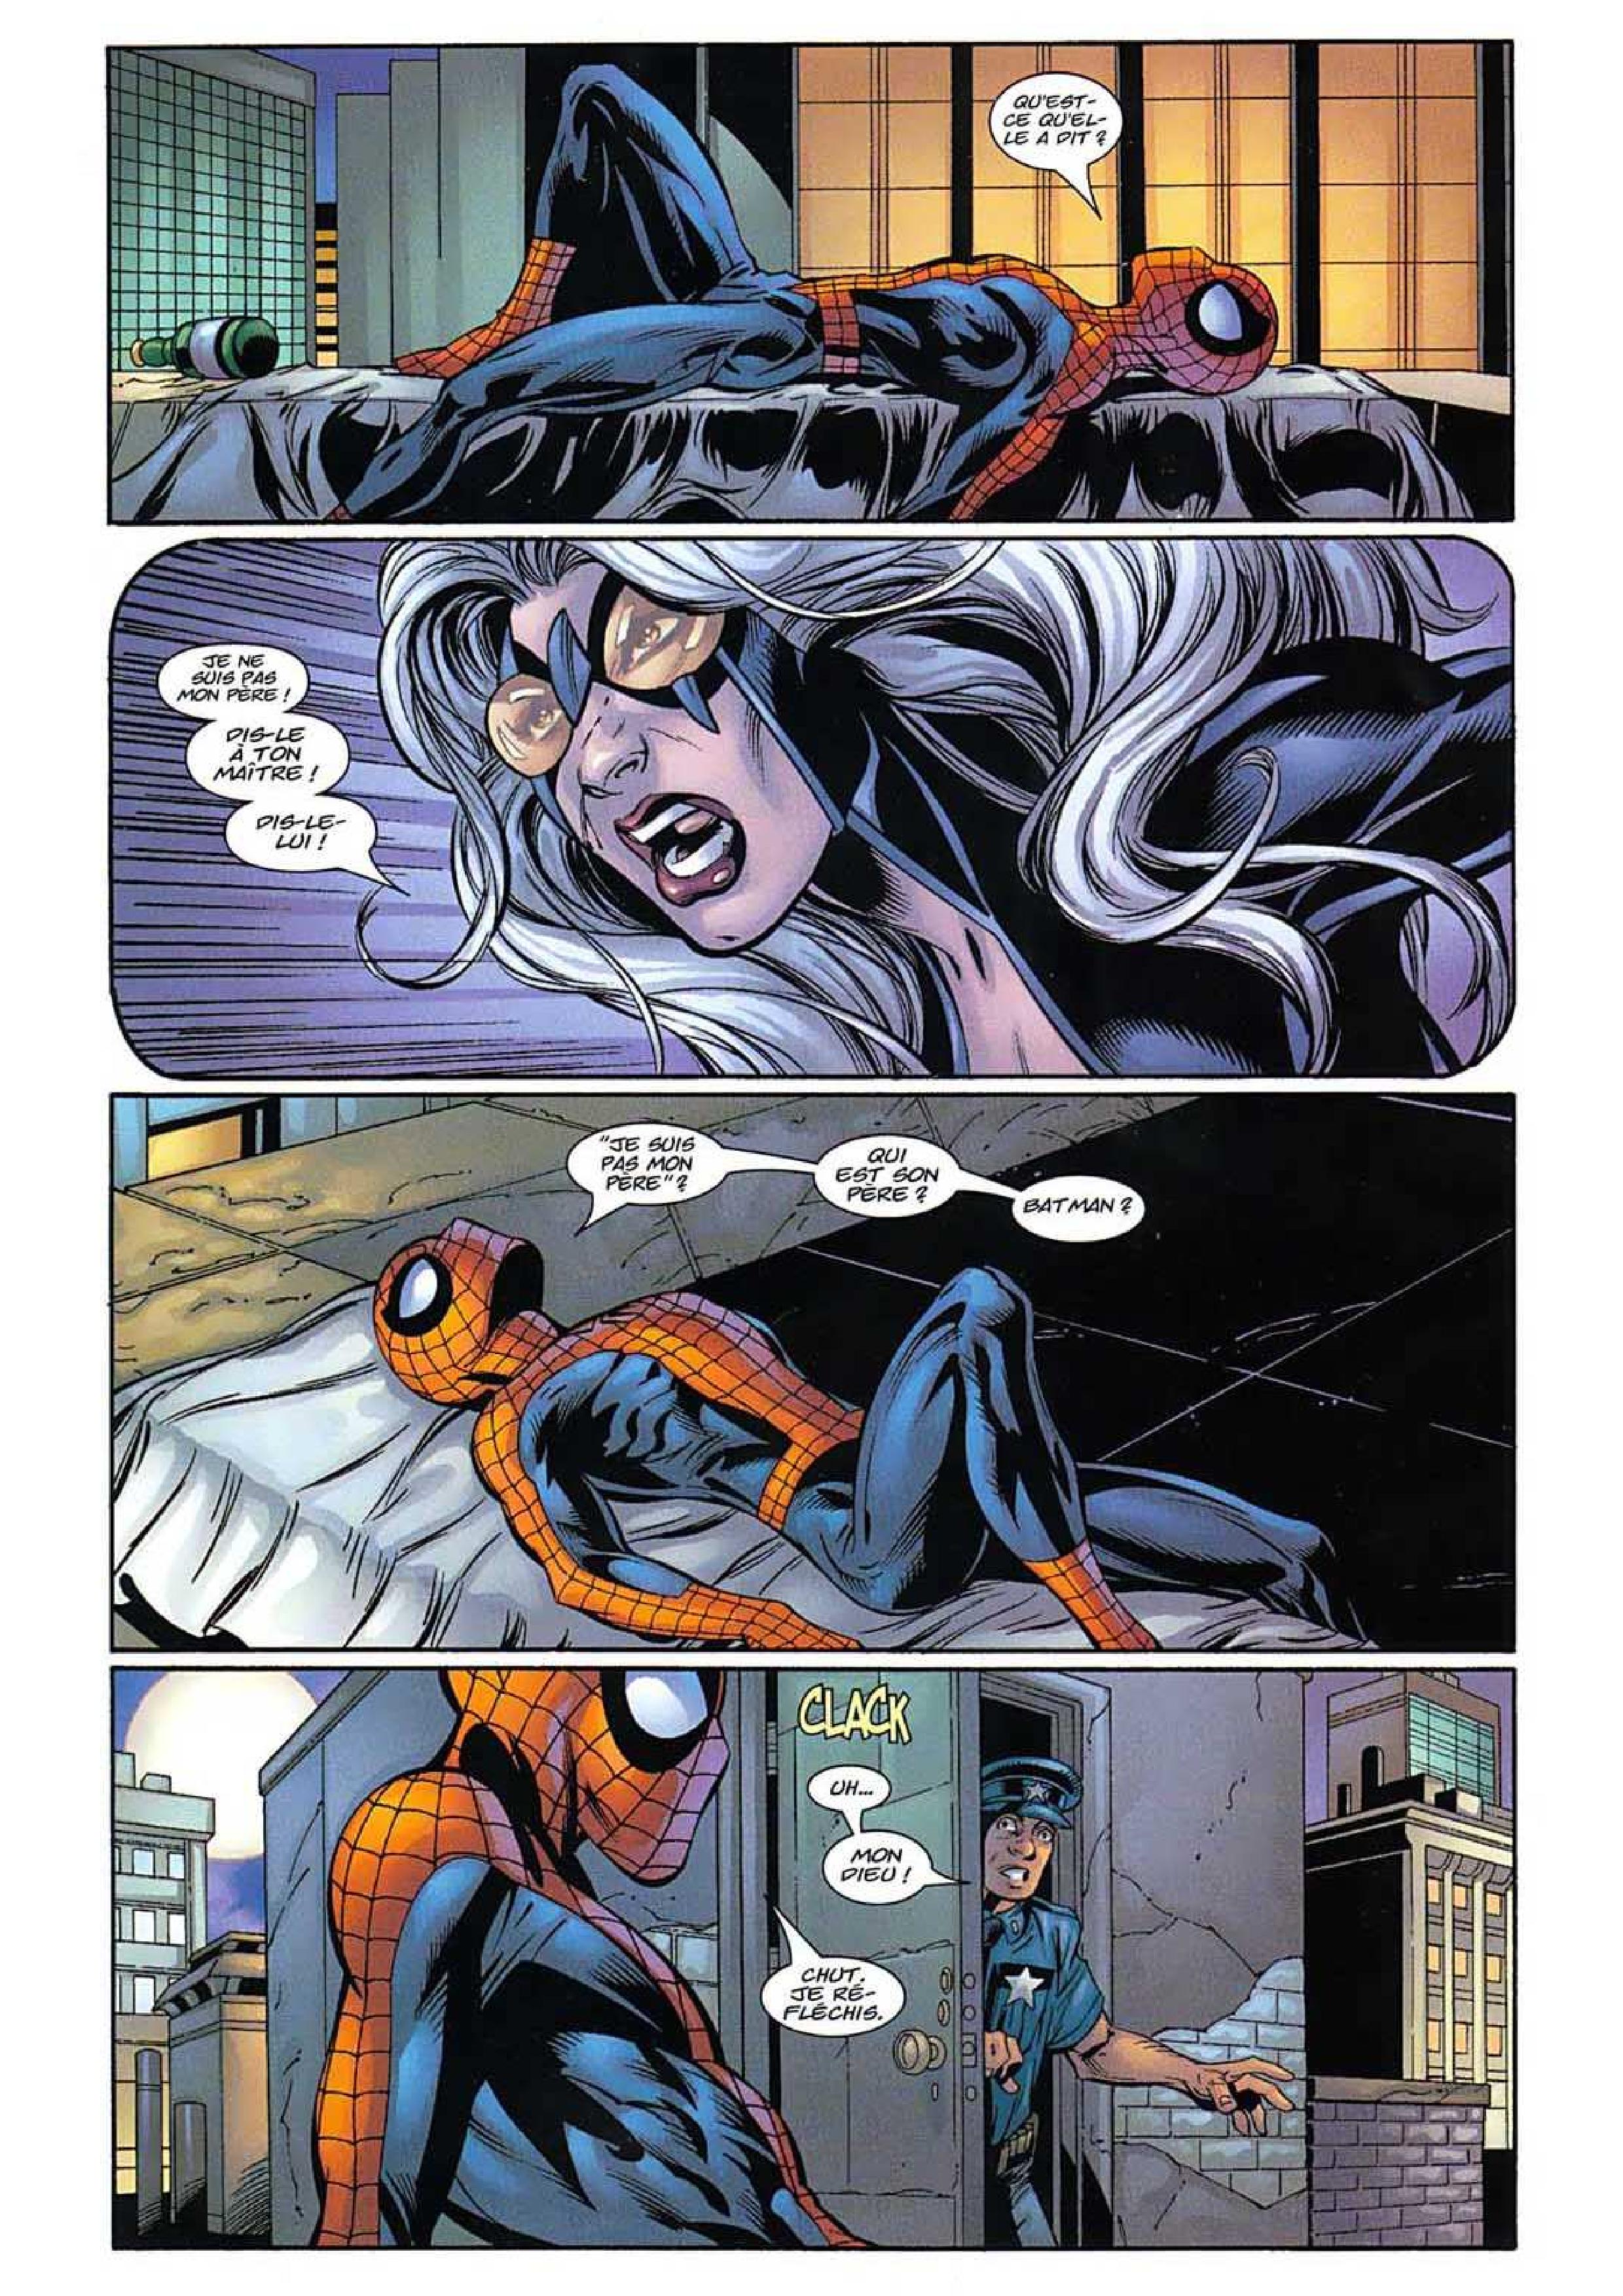 QU'EST-
CE QU'EL-
LE A DIT ?
JE NE
SUIS PAS
MON PÈRE !
DIS-LE
À TON
MAÎTRE !
DIS-LE-
LUI !
"JE SUIS
PAS MON
PÈRE" ?
QUI
EST SON
PÈRE ?
BATMAN ?
CLACK
UH...
MON
DIEU !
CHUT.
JE RÉ-
FLÉCHIS.